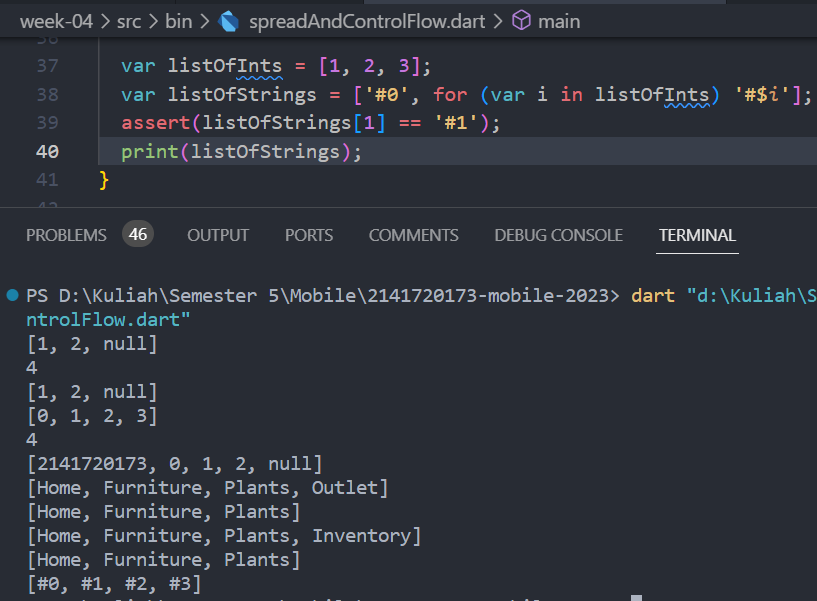 week-04 > src > bin > spreadAndControlFlow.dart > main
36
37 var listOfInts = [1, 2, 3];
38 var listOfStrings = ['#0', for (var i in listOfInts) '#$i'];
39 assert(listOfStrings[1] == '#1');
40 print(listOfStrings);
41 }
PROBLEMS 46 OUTPUT PORTS COMMENTS DEBUG CONSOLE TERMINAL
PS D:\Kuliah\Semester 5\Mobile\2141720173-mobile-2023> dart "d:\Kuliah\S
ntrolFlow.dart"
[1, 2, null]
4
[1, 2, null]
[0, 1, 2, 3]
4
[2141720173, 0, 1, 2, null]
[Home, Furniture, Plants, Outlet]
[Home, Furniture, Plants]
[Home, Furniture, Plants, Inventory]
[Home, Furniture, Plants]
[#0, #1, #2, #3]